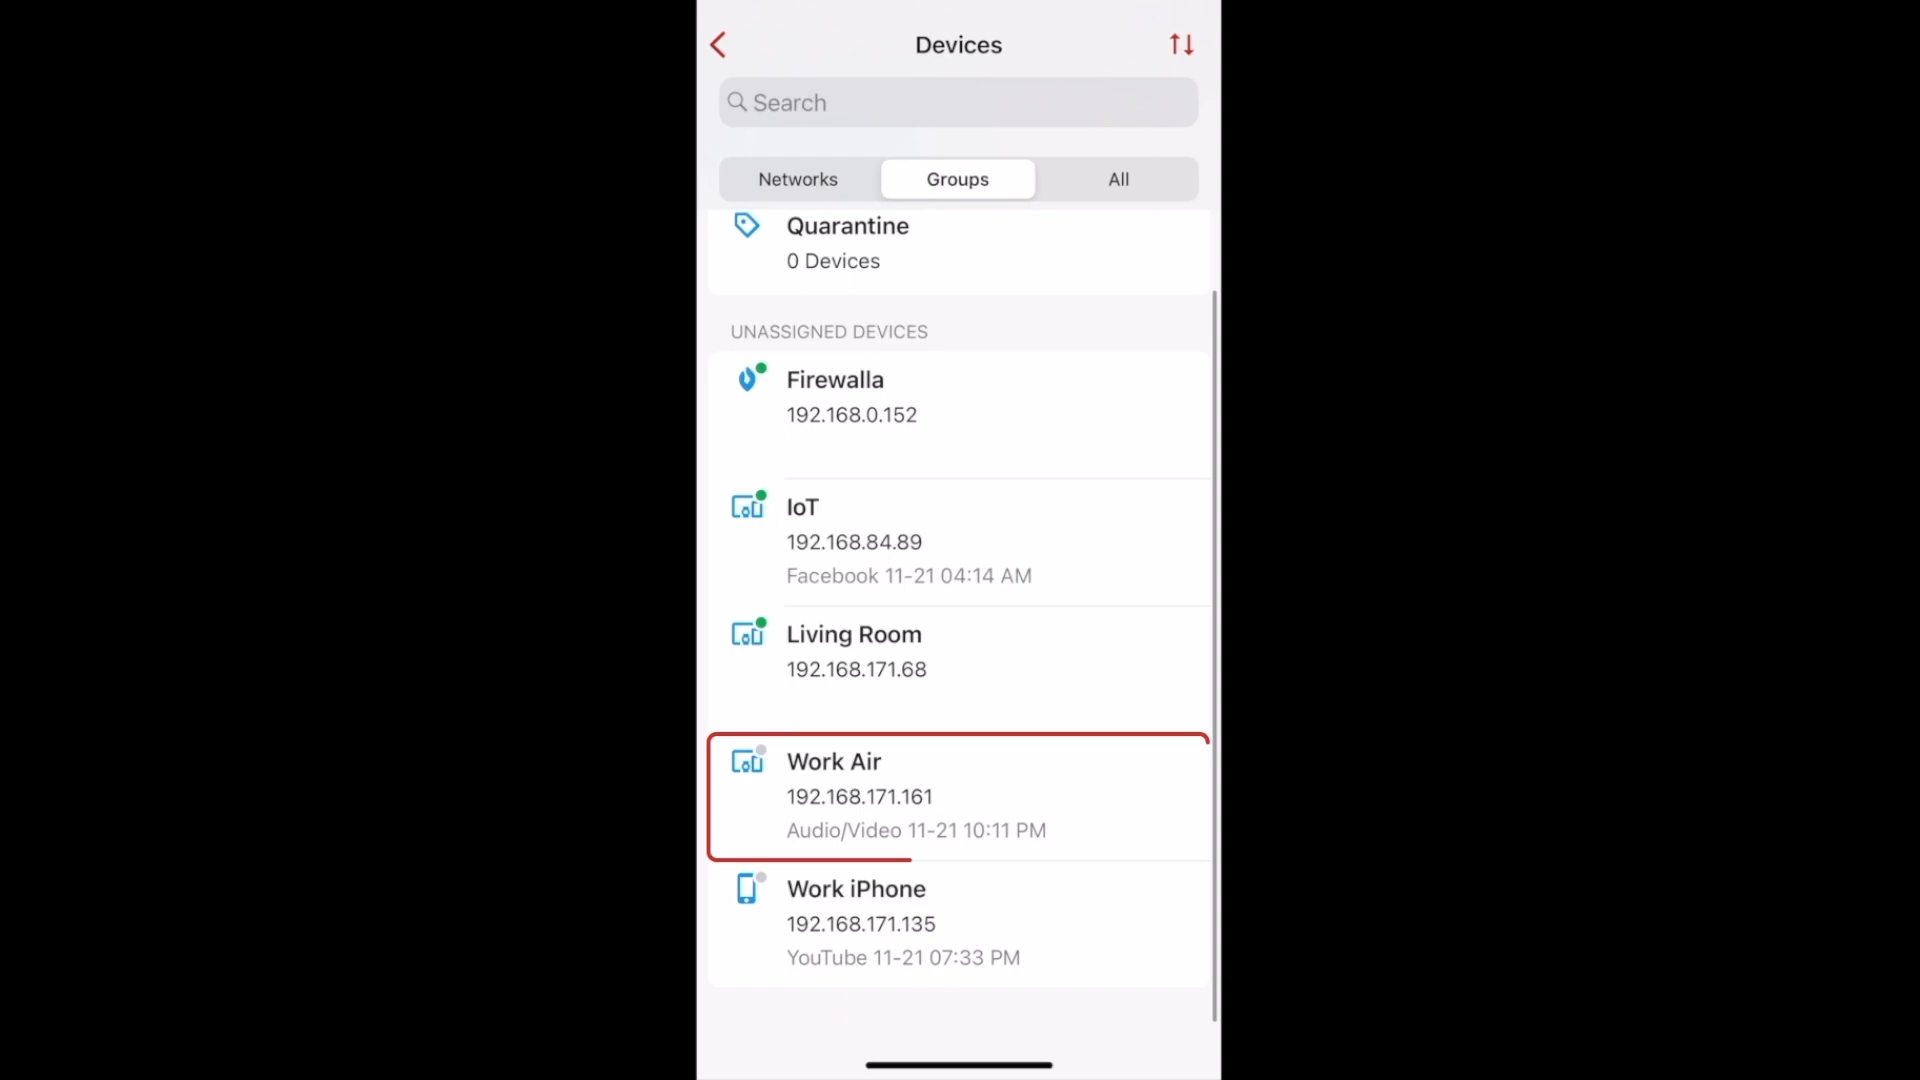 Devices
Search
Networks Groups All
Quarantine
0 Devices
UNASSIGNED DEVICES
Firewalla
192.168.0.152
IoT
192.168.84.89
Facebook 11-21 04:14 AM
Living Room
192.168.171.68
Work Air
192.168.171.161
Audio/Video 11-21 10:11 PM
Work iPhone
192.168.171.135
YouTube 11-21 07:33 PM